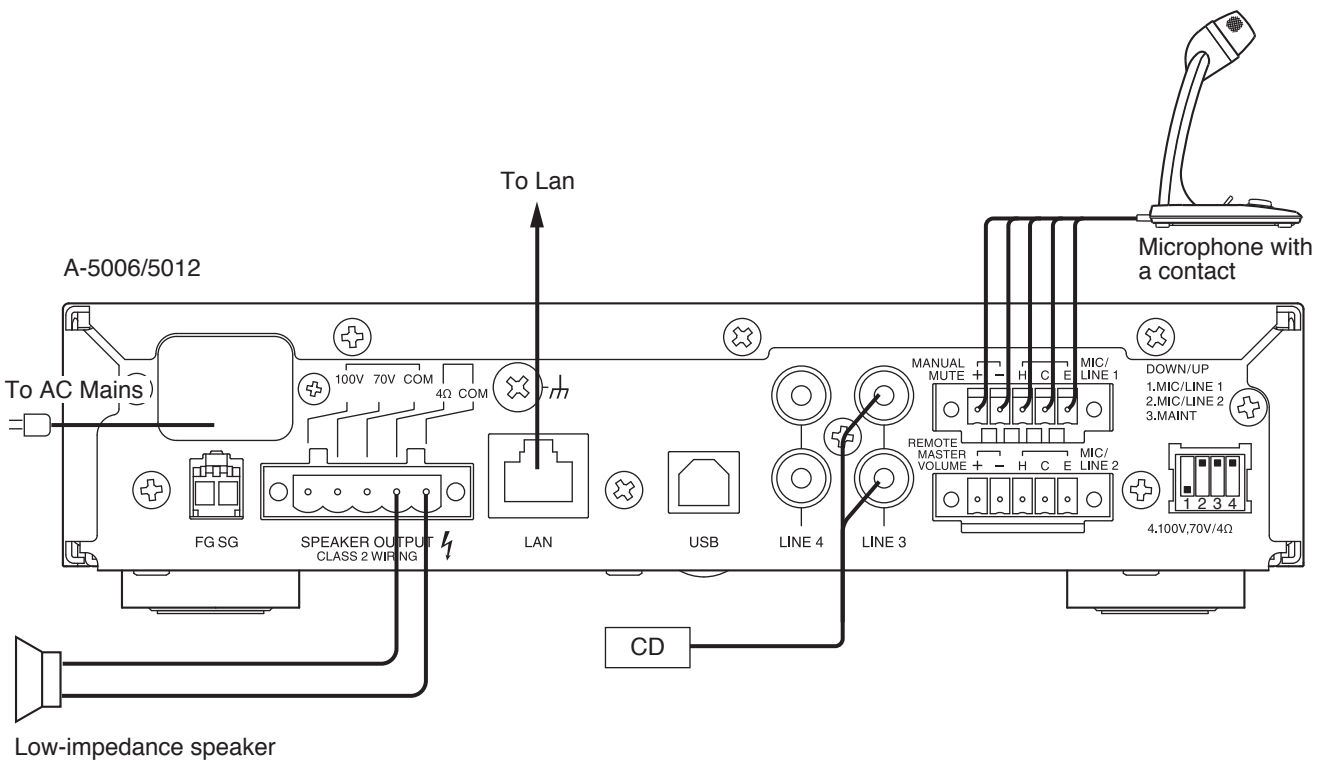 To Lan
Microphone with
a contact
A-5006/5012
To AC Mains
100V 70V COM
4Ω COM
MANUAL
MUTE + − H C E MIC/
LINE 1
DOWN/UP
1.MIC/LINE 1
2.MIC/LINE 2
3.MAINT
REMOTE
MASTER
VOLUME + − H C E MIC/
LINE 2
1 2 3 4
4.100V,70V/4Ω
FG SG
SPEAKER OUTPUT
CLASS 2 WIRING
LAN
USB
LINE 4
LINE 3
CD
Low-impedance speaker